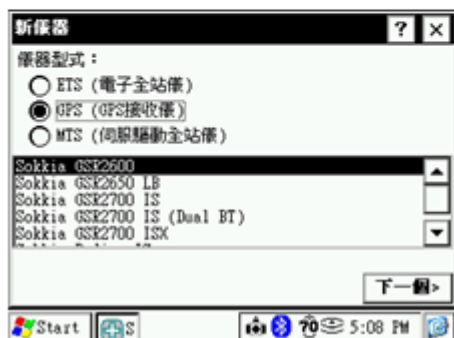 新儀器 ? ×
儀器型式：
ETS (電子全站儀)
GPS (GPS接收儀)
MTS (伺服驅動全站儀)
Sokkia GSR2600
Sokkia GSR2650 LB
Sokkia GSR2700 IS
Sokkia GSR2700 IS (Dual BT)
Sokkia GSR2700 ISX
下一個>
Start S 70 5:08 PM